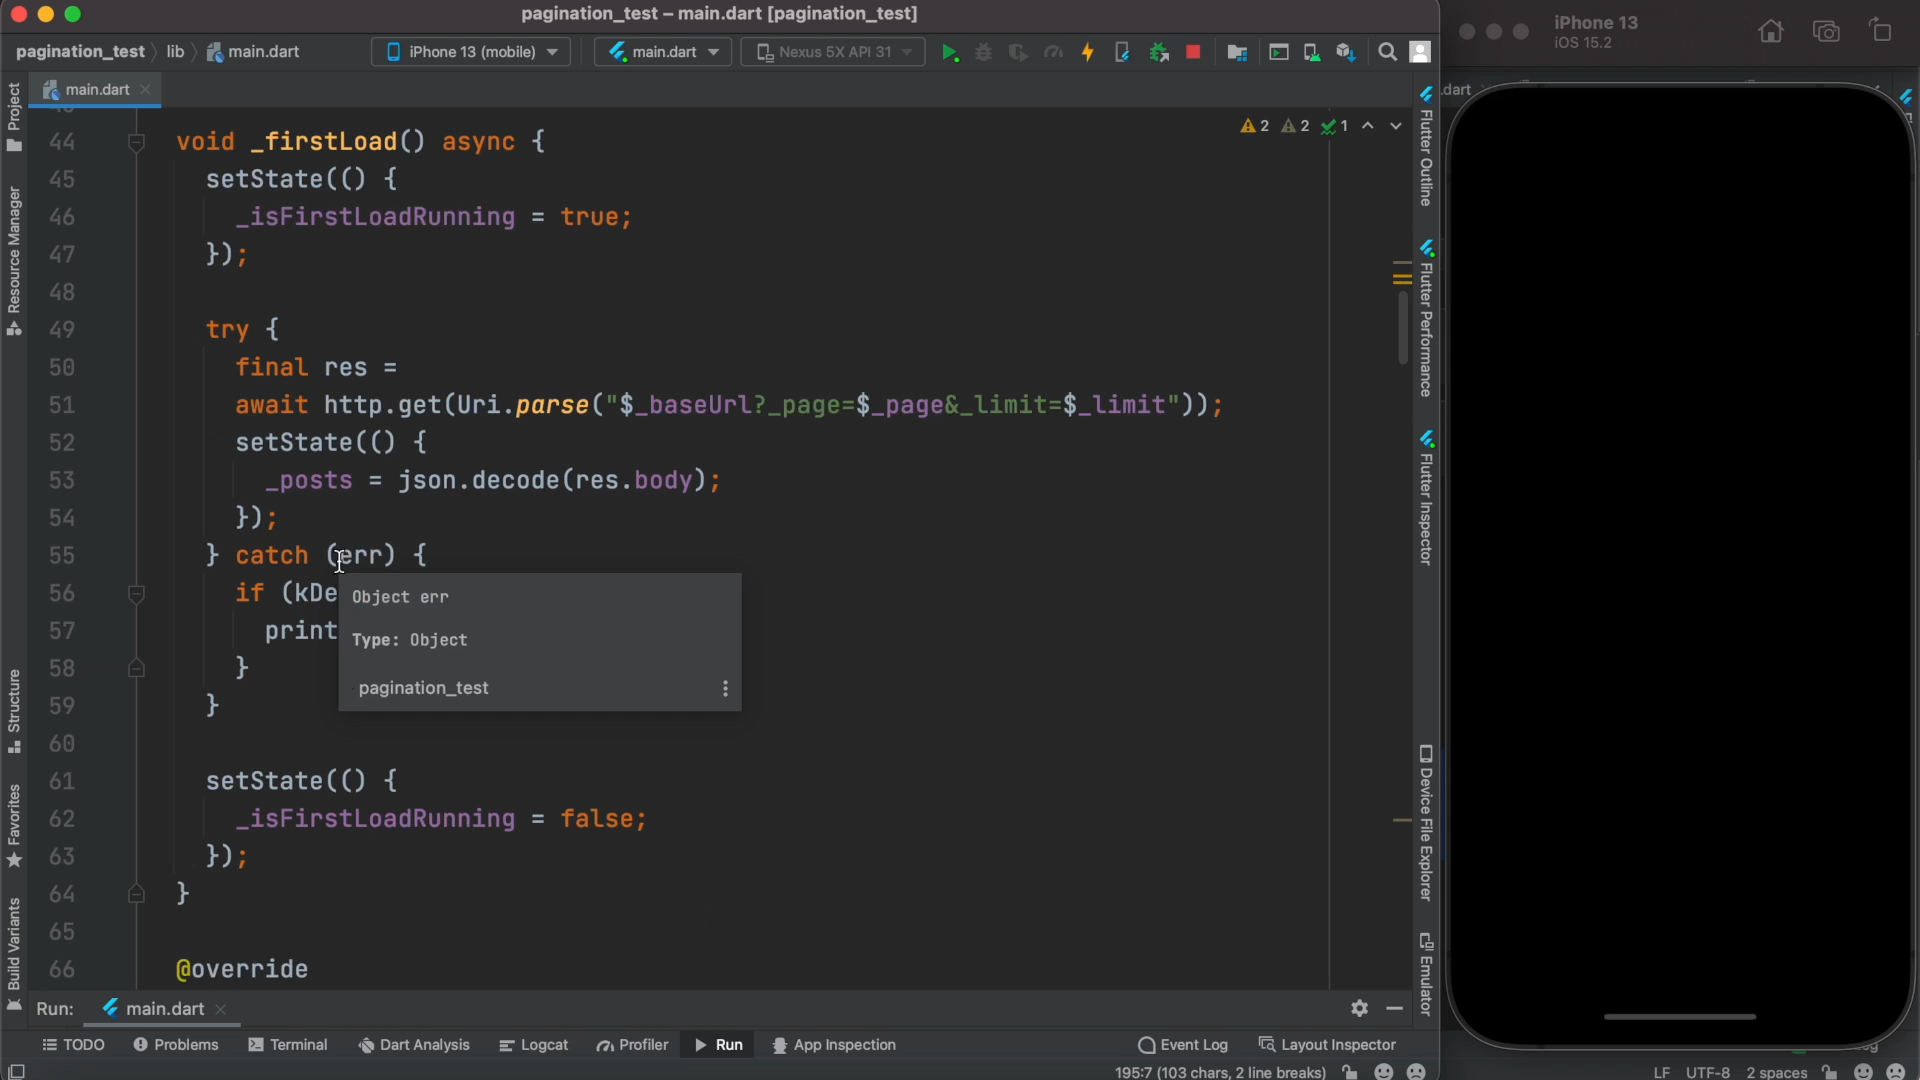 pagination_test – main.dart [pagination_test]
iPhone 13
iOS 15.2
pagination_test
lib
main.dart
iPhone 13 (mobile)
main.dart
Nexus 5X API 31
main.dart
.dart
2 2 1
44 void _firstLoad() async {
45 setState(() {
46 _isFirstLoadRunning = true;
47 });
48
49 try {
50 final res =
51 await http.get(Uri.parse("$_baseUrl?_page=$_page&_limit=$_limit"));
52 setState(() {
53 _posts = json.decode(res.body);
54 });
55 } catch (err) {
56 if (kDe
57 print
58 }
59 }
60
61 setState(() {
62 _isFirstLoadRunning = false;
63 });
64 }
65
66 @override
Object err
Type: Object
pagination_test
Project
Resource Manager
Structure
Favorites
Build Variants
Flutter Outline
Flutter Performance
Flutter Inspector
Device File Explorer
Emulator
Run:
main.dart
TODO
Problems
Terminal
Dart Analysis
Logcat
Profiler
Run
App Inspection
Event Log
Layout Inspector
195:7 (103 chars, 2 line breaks)
LF UTF-8 2 spaces